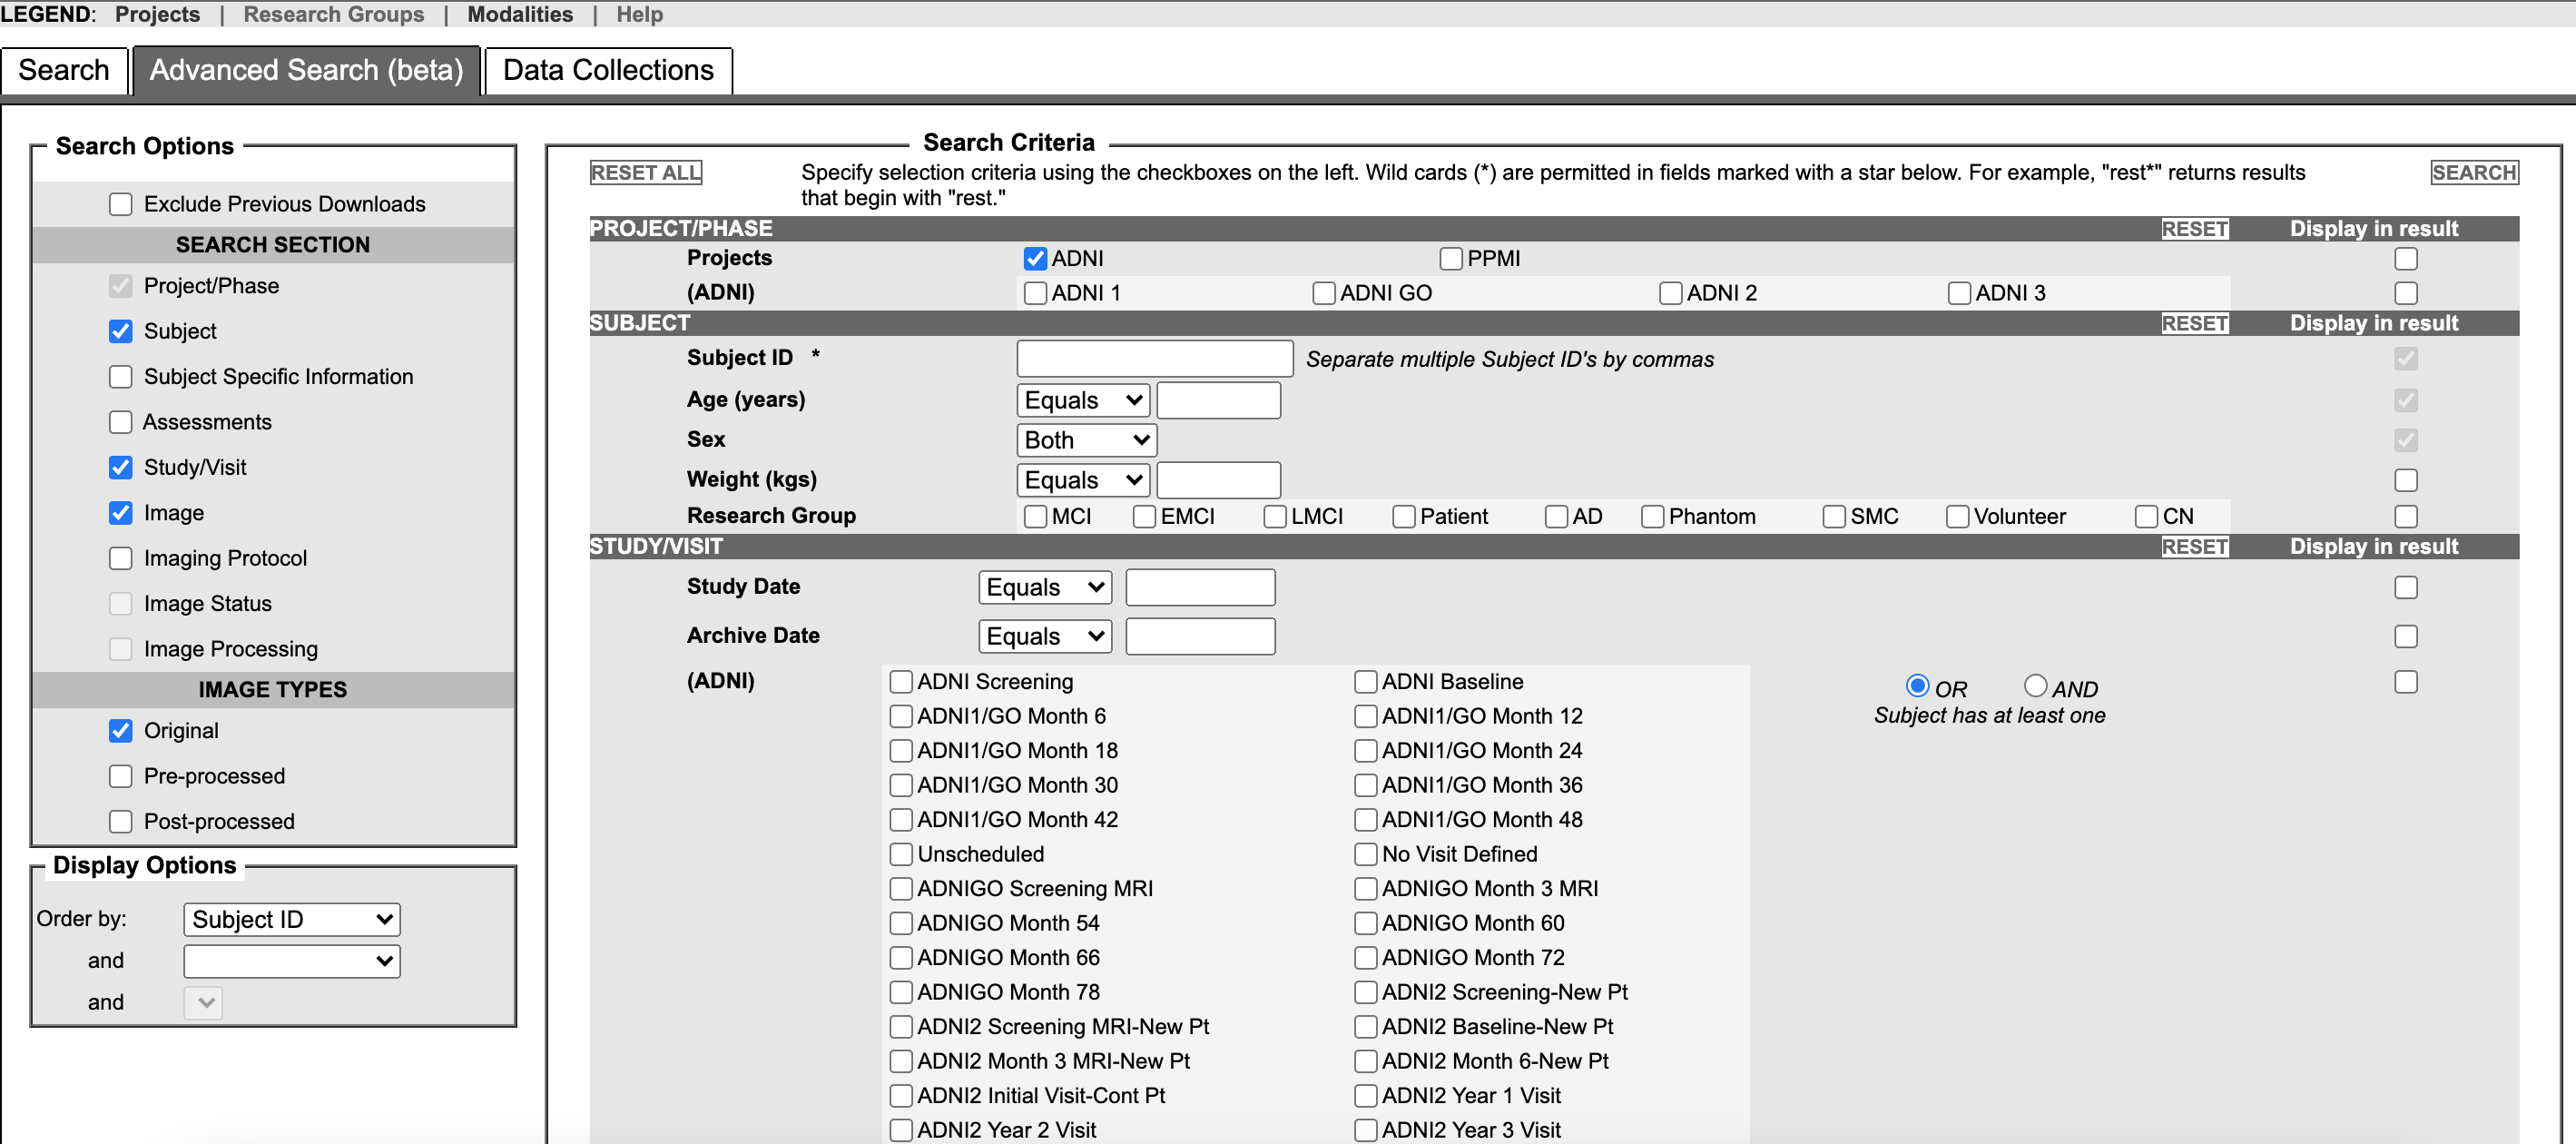 LEGEND: Projects | Research Groups | Modalities | Help
Search
Advanced Search (beta)
Data Collections
Search Options
Exclude Previous Downloads
SEARCH SECTION
Project/Phase
Subject
Subject Specific Information
Assessments
Study/Visit
Image
Imaging Protocol
Image Status
Image Processing
IMAGE TYPES
Original
Pre-processed
Post-processed
Display Options
Order by: Subject ID
and
and
Search Criteria
RESET ALL
Specify selection criteria using the checkboxes on the left. Wild cards (*) are permitted in fields marked with a star below. For example, "rest*" returns results
that begin with "rest."
SEARCH
PROJECT/PHASE RESET Display in result
Projects ADNI PPMI
(ADNI) ADNI 1 ADNI GO ADNI 2 ADNI 3
SUBJECT RESET Display in result
Subject ID * Separate multiple Subject ID's by commas
Age (years) Equals
Sex Both
Weight (kgs) Equals
Research Group MCI EMCI LMCI Patient AD Phantom SMC Volunteer CN
STUDY/VISIT RESET Display in result
Study Date Equals
Archive Date Equals
(ADNI) ADNI Screening ADNI Baseline OR AND
ADNI1/GO Month 6 ADNI1/GO Month 12 Subject has at least one
ADNI1/GO Month 18 ADNI1/GO Month 24
ADNI1/GO Month 30 ADNI1/GO Month 36
ADNI1/GO Month 42 ADNI1/GO Month 48
Unscheduled No Visit Defined
ADNIGO Screening MRI ADNIGO Month 3 MRI
ADNIGO Month 54 ADNIGO Month 60
ADNIGO Month 66 ADNIGO Month 72
ADNIGO Month 78 ADNI2 Screening-New Pt
ADNI2 Screening MRI-New Pt ADNI2 Baseline-New Pt
ADNI2 Month 3 MRI-New Pt ADNI2 Month 6-New Pt
ADNI2 Initial Visit-Cont Pt ADNI2 Year 1 Visit
ADNI2 Year 2 Visit ADNI2 Year 3 Visit